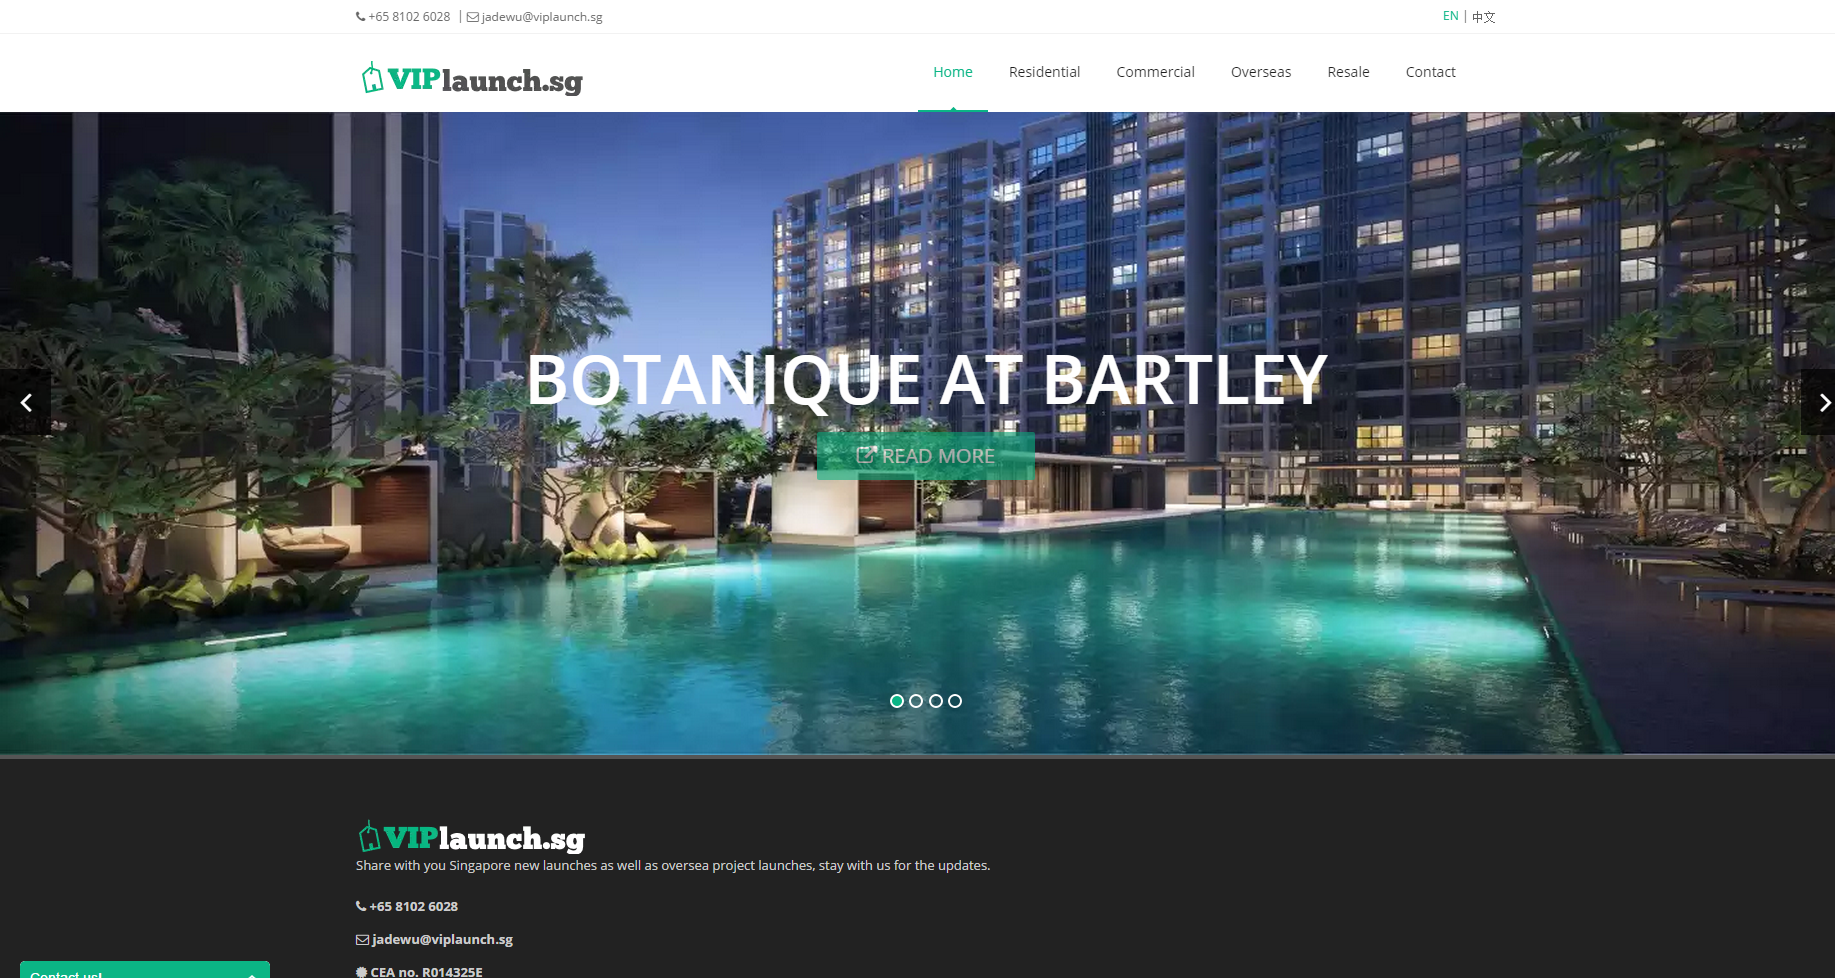 +65 8102 6028 | jadewu@viplaunch.sg
EN | 中文
VIPlaunch.sg
Home Residential Commercial Overseas Resale Contact
BOTANIQUE AT BARTLEY
READ MORE
VIPlaunch.sg
Share with you Singapore new launches as well as oversea project launches, stay with us for the updates.
+65 8102 6028
jadewu@viplaunch.sg
CEA no. R014325E
Contact us!